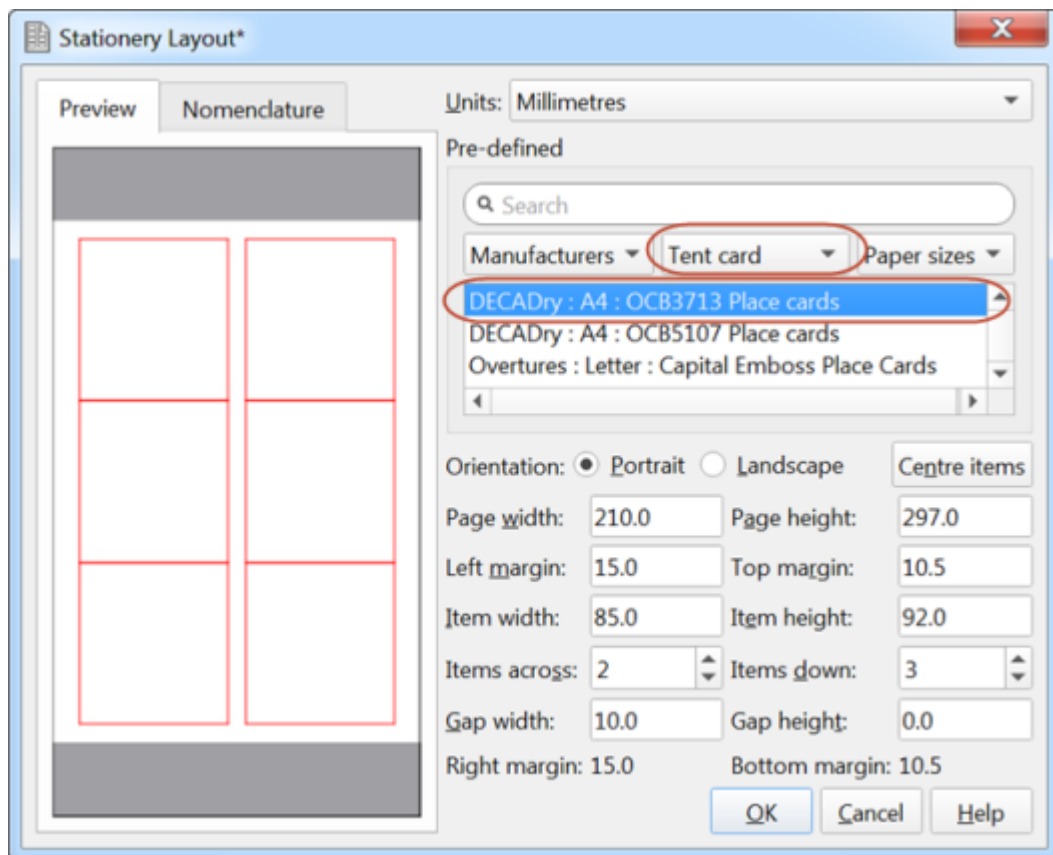 Stationery Layout*
Preview
Nomenclature
Units: Millimetres
Pre-defined
Search
Manufacturers
Tent card
Paper sizes
DECADry : A4 : OCB3713 Place cards
DECADry : A4 : OCB5107 Place cards
Overtures : Letter : Capital Emboss Place Cards
Orientation: Portrait Landscape Centre items
Page width: 210.0 Page height: 297.0
Left margin: 15.0 Top margin: 10.5
Item width: 85.0 Item height: 92.0
Items across: 2 Items down: 3
Gap width: 10.0 Gap height: 0.0
Right margin: 15.0 Bottom margin: 10.5
OK Cancel Help